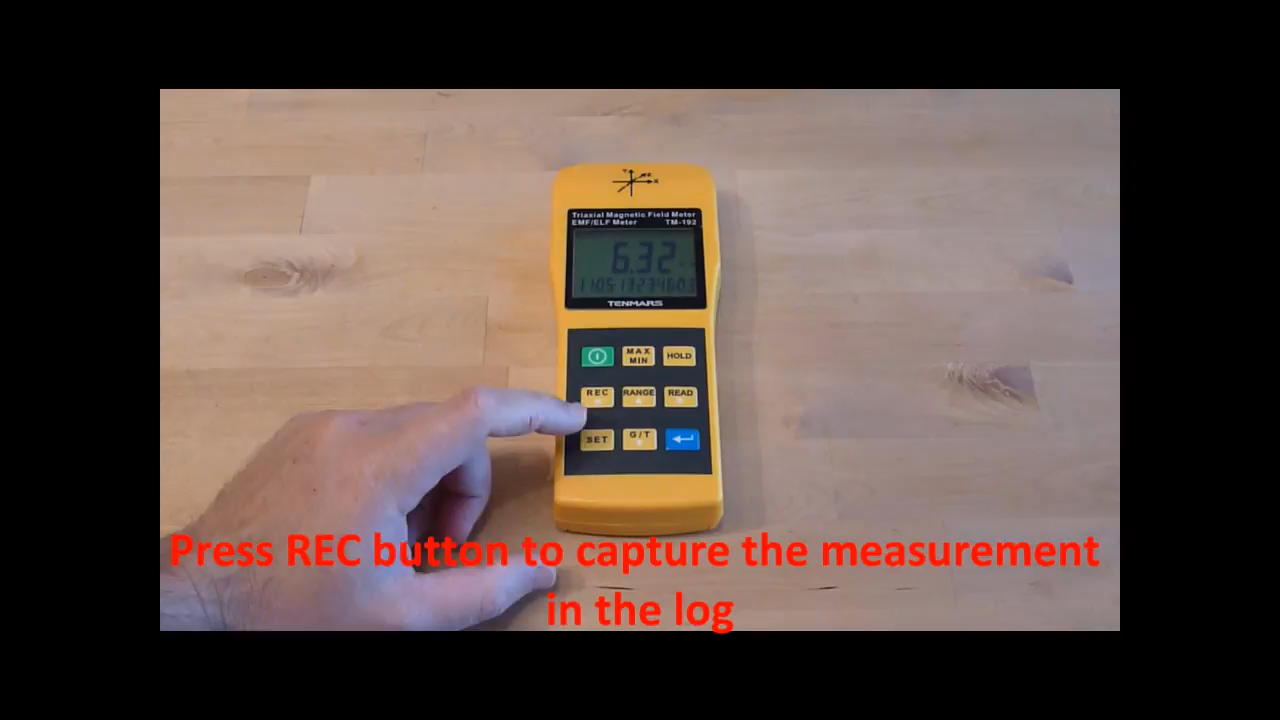 Triaxial Magnetic Field Meter
EMF/ELF Meter TM-192
6.32
TENMARS
MAX MIN HOLD
REC RANGE READ
SET G/T
Press REC button to capture the measurement
in the log